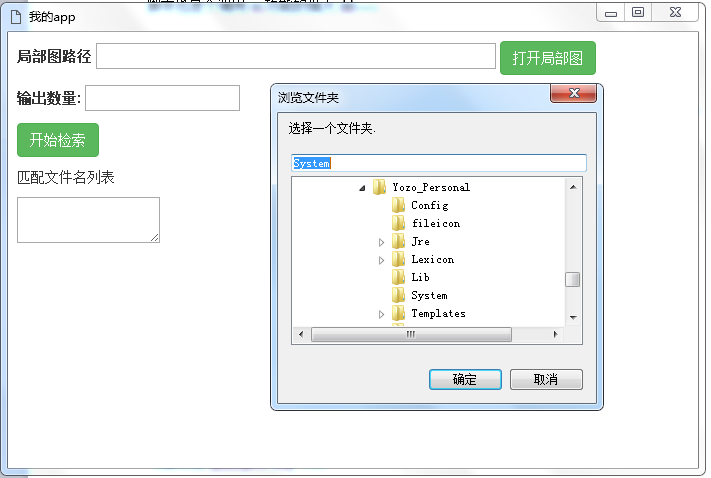 我的app
局部图路径
打开局部图
输出数量:
开始检索
匹配文件名列表
浏览文件夹
选择一个文件夹.
System
Yozo_Personal
Config
fileicon
Jre
Lexicon
Lib
System
Templates
确定
取消